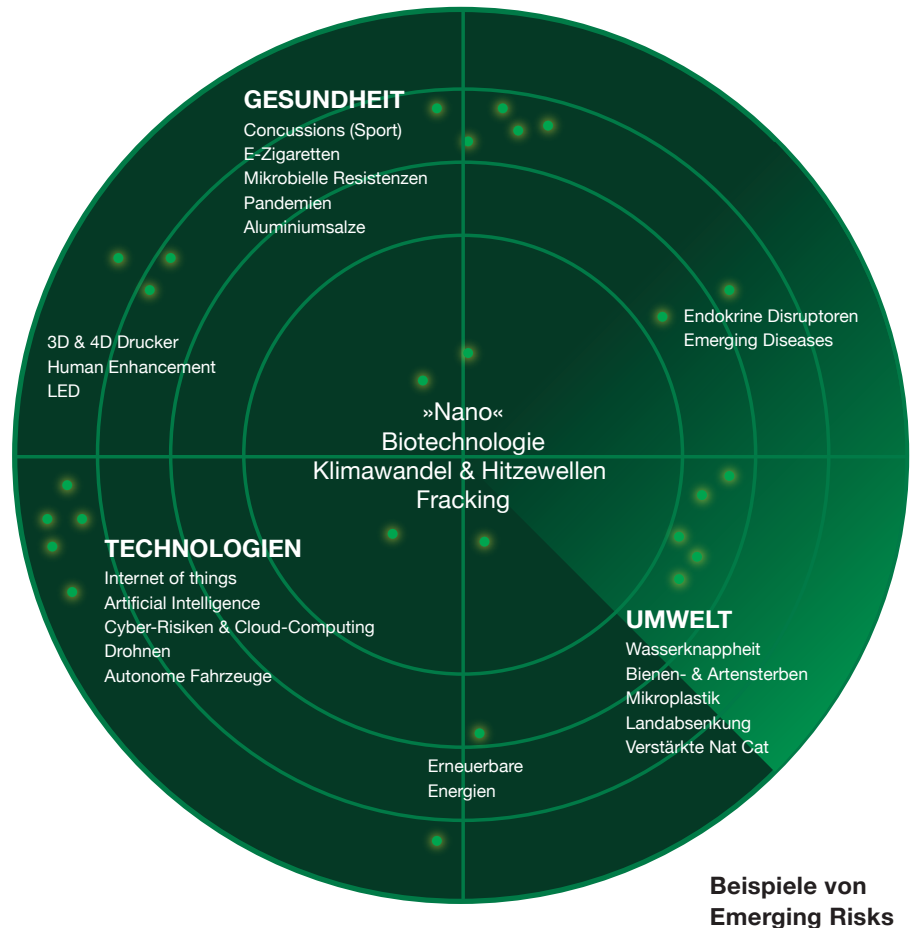 GESUNDHEIT
Concussions (Sport)
E-Zigaretten
Mikrobielle Resistenzen
Pandemien
Aluminiumsalze
3D & 4D Drucker
Human Enhancement
LED
Endokrine Disruptoren
Emerging Diseases
»Nano«
Biotechnologie
Klimawandel & Hitzewellen
Fracking
TECHNOLOGIEN
Internet of things
Artificial Intelligence
Cyber-Risiken & Cloud-Computing
Drohnen
Autonome Fahrzeuge
UMWELT
Wasserknappheit
Bienen- & Artensterben
Mikroplastik
Landabsenkung
Verstärkte Nat Cat
Erneuerbare
Energien
Beispiele von
Emerging Risks